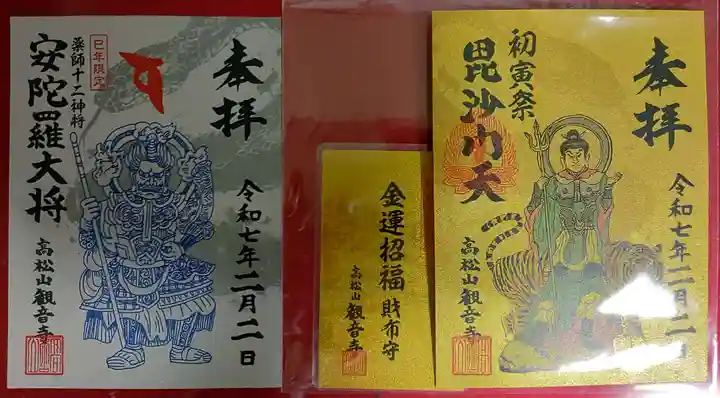 奉拝
巳年限定
薬師十二神将
安陀羅大将
令和七年二月二日
高松山観音寺
金運招福
財布守
高松山観音寺
奉拝
初寅祭
毘沙門天
令和七年二月二日
高松山観音寺